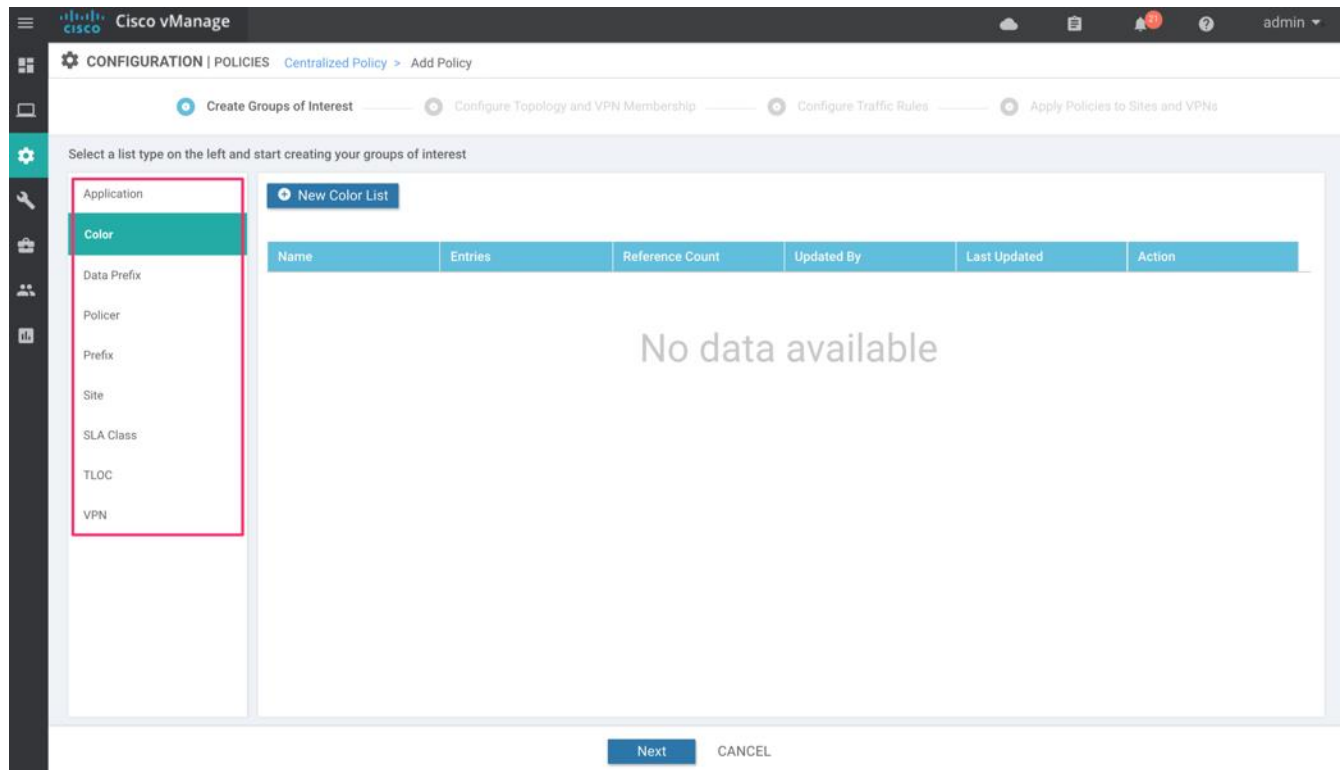 cisco Cisco vManage 21 admin
CONFIGURATION | POLICIES Centralized Policy > Add Policy
Create Groups of Interest Configure Topology and VPN Membership Configure Traffic Rules Apply Policies to Sites and VPNs
Select a list type on the left and start creating your groups of interest
Application
Color
Data Prefix
Policer
Prefix
Site
SLA Class
TLOC
VPN
New Color List
Name Entries Reference Count Updated By Last Updated Action
No data available
Next CANCEL